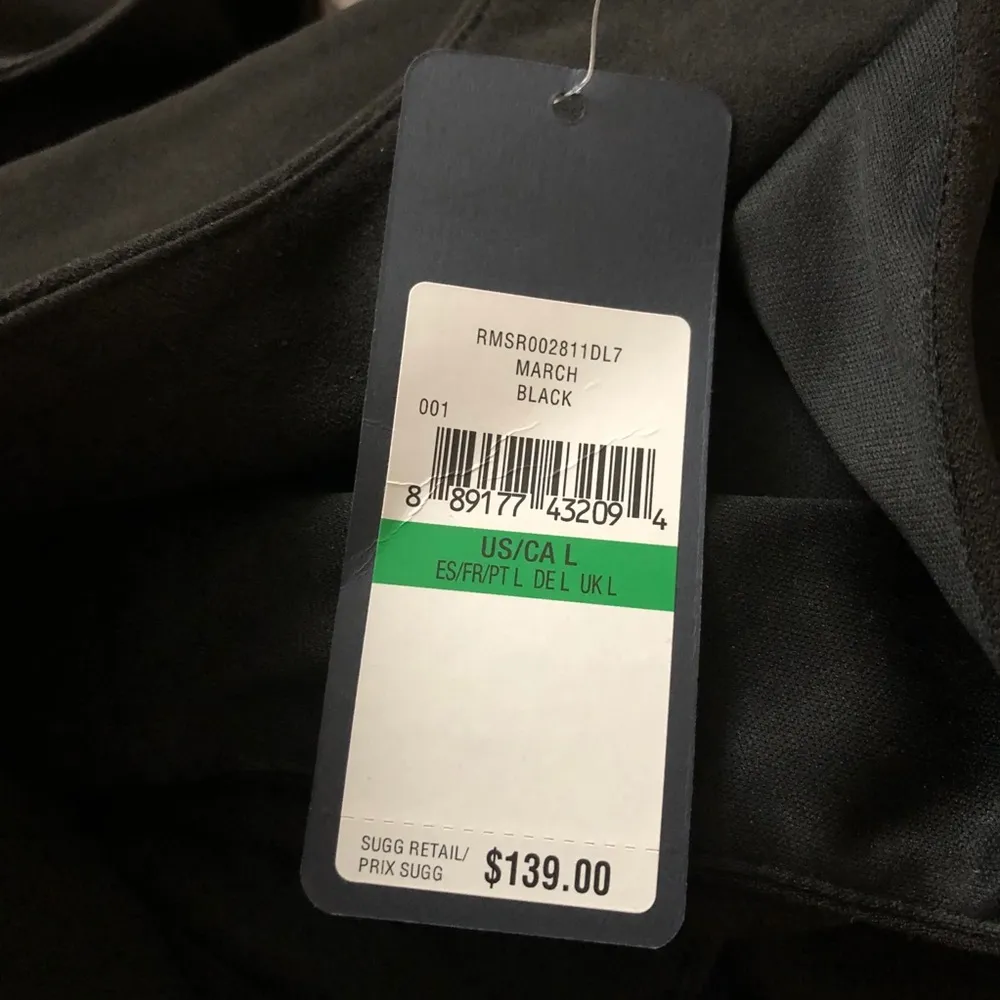 RMSR002811DL7
MARCH
BLACK
001
8 89177 43209 4
US/CA L
ES/FR/PT L DE L UK L
SUGG RETAIL/
PRIX SUGG
$139.00